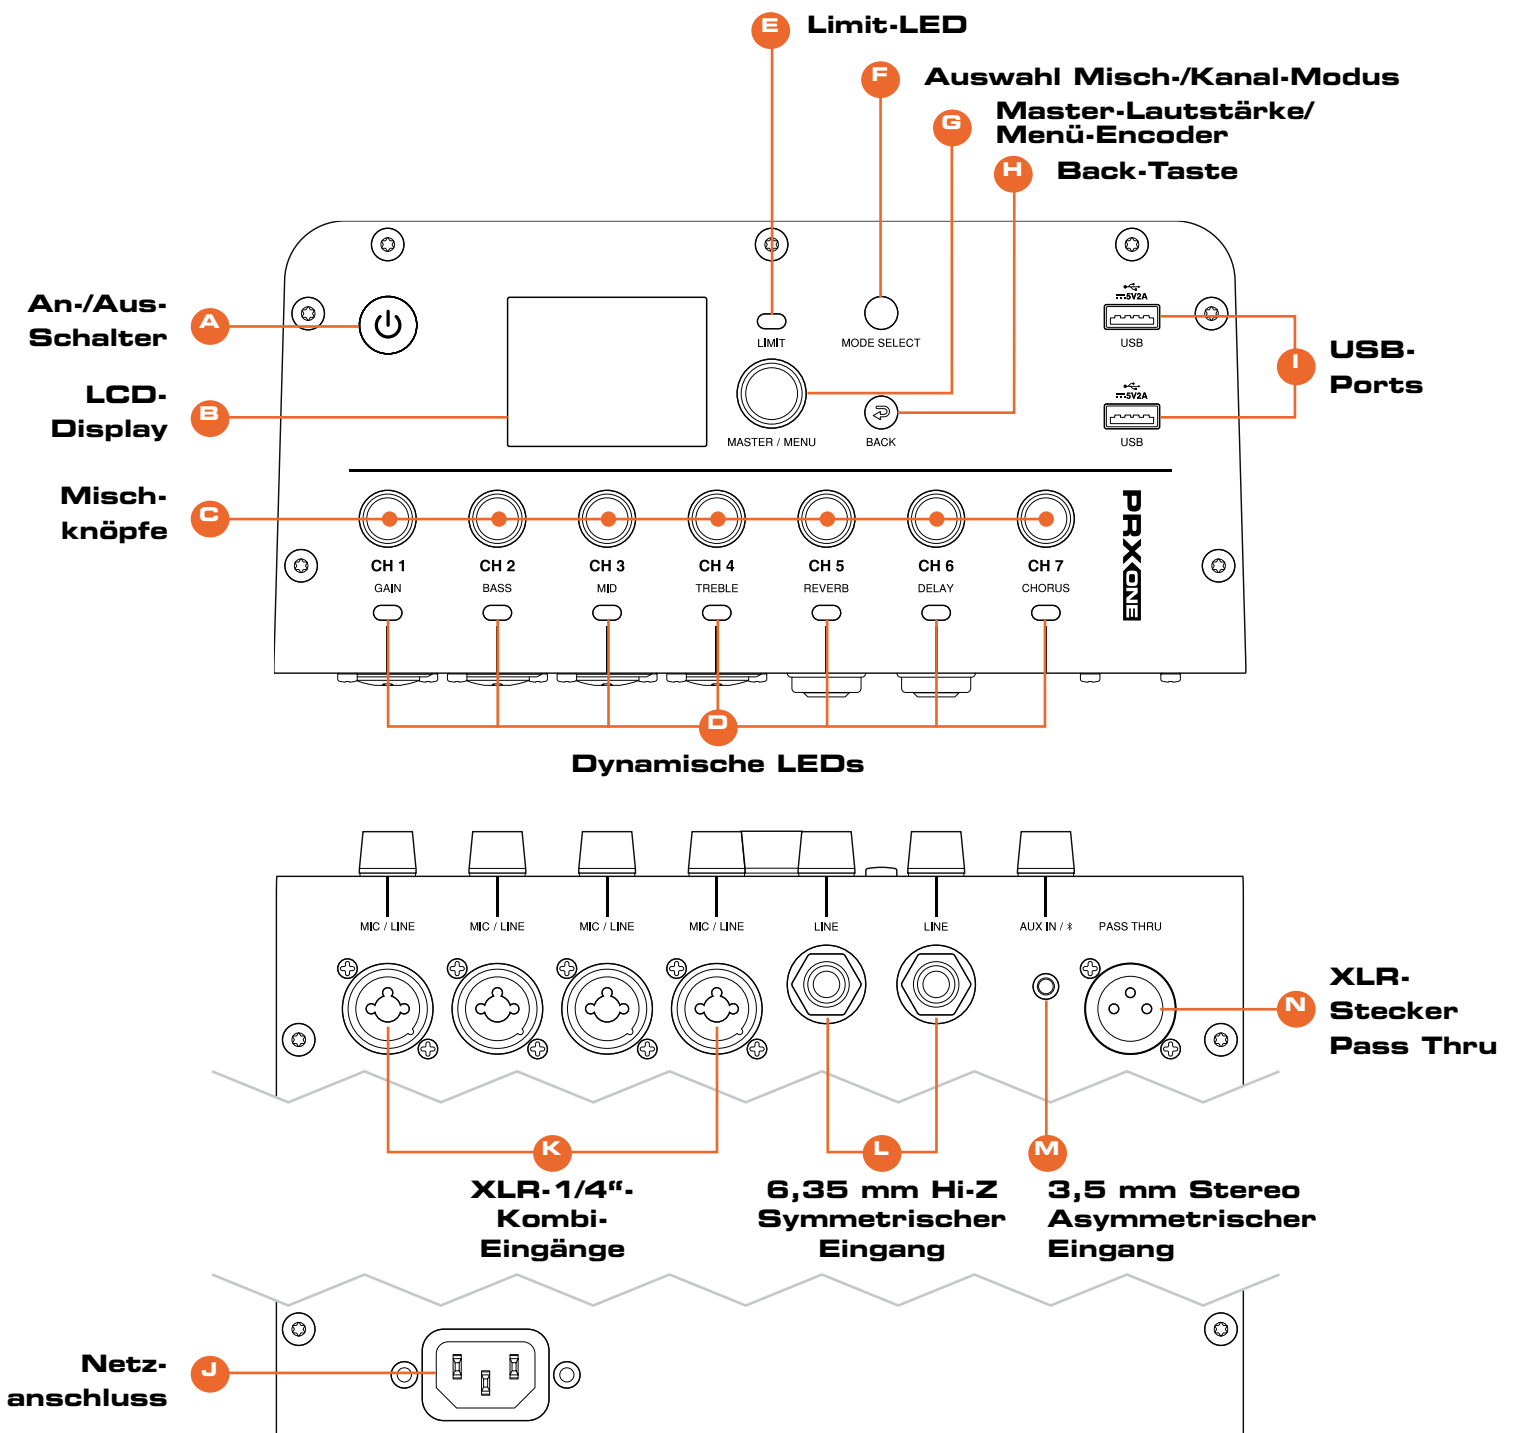 E Limit-LED
F Auswahl Misch-/Kanal-Modus
G Master-Lautstärke/
Menü-Encoder
H Back-Taste
An-/Aus-
Schalter
A
LIMIT
MODE SELECT
5V2A
USB
I
USB-
Ports
LCD-
Display
B
MASTER / MENU
BACK
5V2A
USB
Misch-
knöpfe
C
CH 1 CH 2 CH 3 CH 4 CH 5 CH 6 CH 7
GAIN BASS MID TREBLE REVERB DELAY CHORUS
PRX ONE
D
Dynamische LEDs
MIC / LINE MIC / LINE MIC / LINE MIC / LINE LINE LINE AUX IN / PASS THRU
N
XLR-
Stecker
Pass Thru
K
XLR-1/4“-
Kombi-
Eingänge
L
6,35 mm Hi-Z
Symmetrischer
Eingang
M
3,5 mm Stereo
Asymmetrischer
Eingang
J
Netz-
anschluss